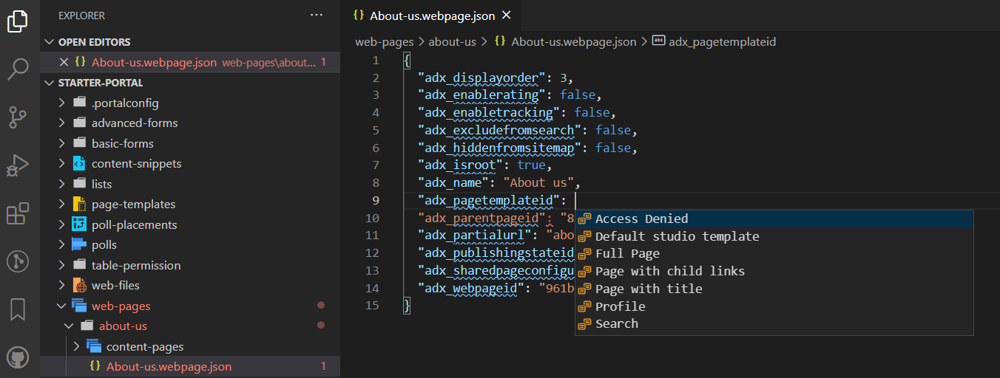 EXPLORER
...
OPEN EDITORS
{} About-us.webpage.json web-pages\about... 1
STARTER-PORTAL
.portalconfig
advanced-forms
basic-forms
content-snippets
lists
page-templates
poll-placements
polls
table-permission
web-files
web-pages
about-us
content-pages
{} About-us.webpage.json 1
{} About-us.webpage.json
web-pages > about-us > {} About-us.webpage.json > abc adx_pagetemplateid
1 {
2 "adx_displayorder": 3,
3 "adx_enablerating": false,
4 "adx_enabletracking": false,
5 "adx_excludefromsearch": false,
6 "adx_hiddenfromsitemap": false,
7 "adx_isroot": true,
8 "adx_name": "About us",
9 "adx_pagetemplateid":
10 "adx_parentpageid": "8
11 "adx_partialurl": "abo
12 "adx_publishingstateid
13 "adx_sharedpageconfigu
14 "adx_webpageid": "961b
15 }
Access Denied
Default studio template
Full Page
Page with child links
Page with title
Profile
Search